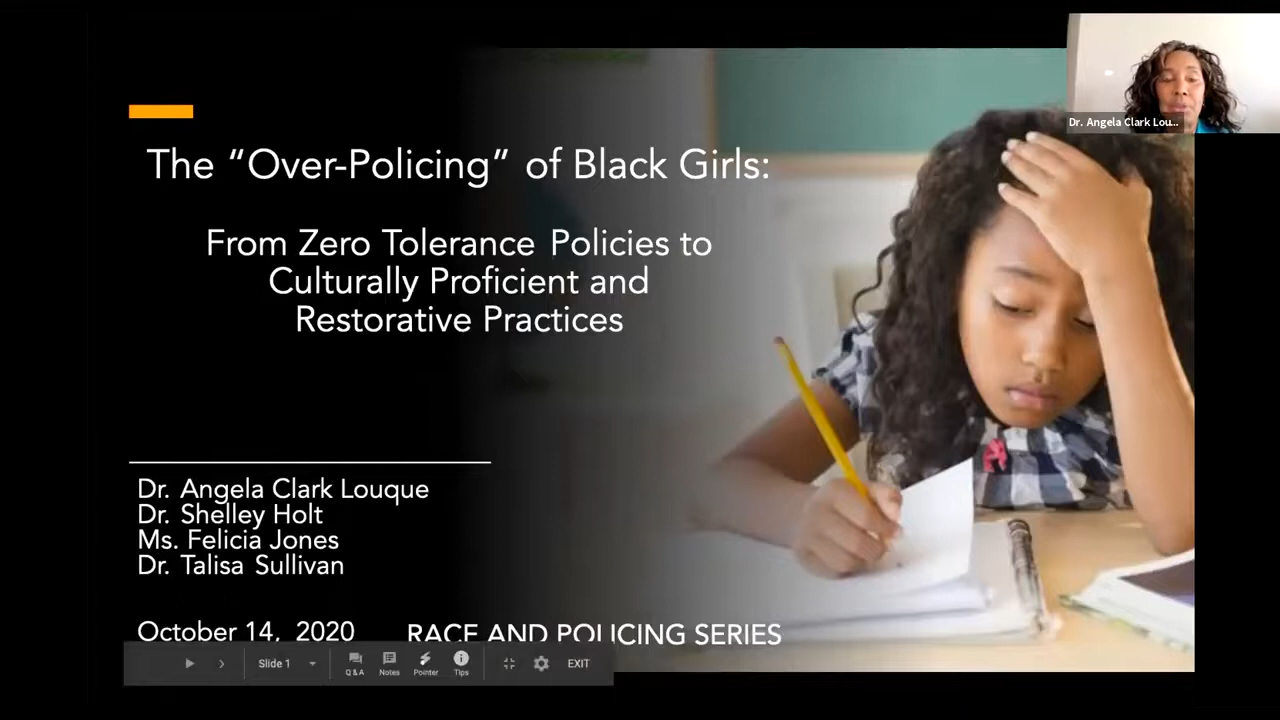 Dr. Angela Clark Lou...
The “Over-Policing” of Black Girls:
From Zero Tolerance Policies to
Culturally Proficient and
Restorative Practices
Dr. Angela Clark Louque
Dr. Shelley Holt
Ms. Felicia Jones
Dr. Talisa Sullivan
October 14, 2020 RACE AND POLICING SERIES
Slide 1 Q&A Notes Pointer Tips EXIT